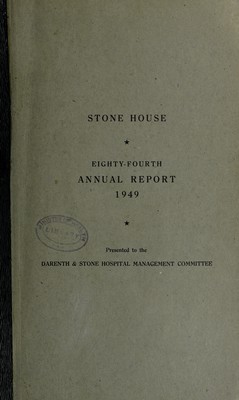 STONE HOUSE
★
EIGHTY-FOURTH
ANNUAL REPORT
1949
★
Presented to the
DARENTH & STONE HOSPITAL MANAGEMENT COMMITTEE